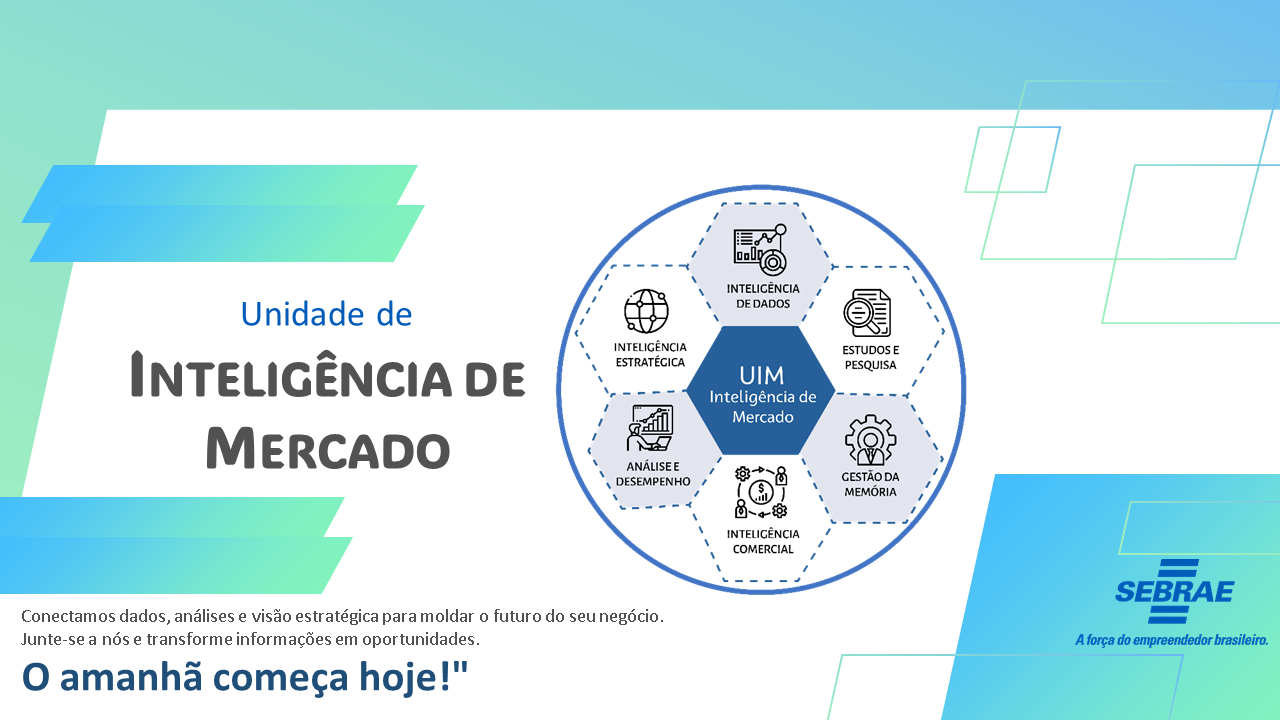 Unidade de
INTELIGÊNCIA DE
MERCADO
INTELIGÊNCIA
DE DADOS
INTELIGÊNCIA
ESTRATÉGICA
ESTUDOS E
PESQUISA
UIM
Inteligência de
Mercado
ANÁLISE E
DESEMPENHO
GESTÃO DA
MEMÓRIA
INTELIGÊNCIA
COMERCIAL
Conectamos dados, análises e visão estratégica para moldar o futuro do seu negócio.
Junte-se a nós e transforme informações em oportunidades.
O amanhã começa hoje!"
SEBRAE
A força do empreendedor brasileiro.